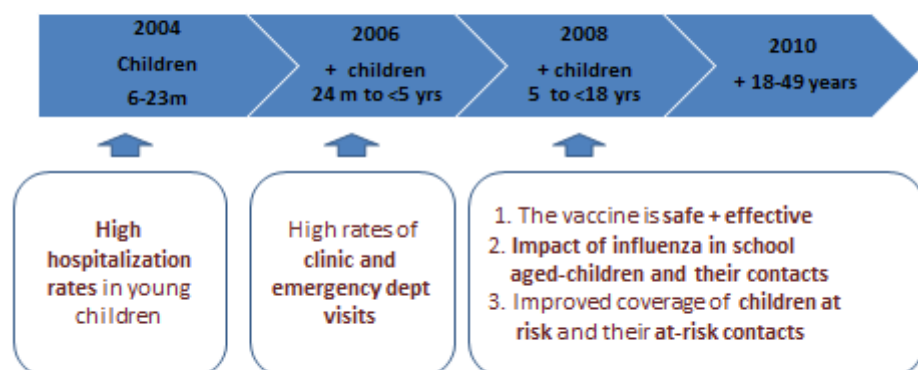 2004
Children
6-23m
2006
+ children
24 m to <5 yrs
2008
+ children
5 to <18 yrs
2010
+ 18-49 years
High
hospitalization
rates in young
children
High rates of
clinic and
emergency dept
visits
1. The vaccine is safe + effective
2. Impact of influenza in school
aged-children and their contacts
3. Improved coverage of children at
risk and their at-risk contacts